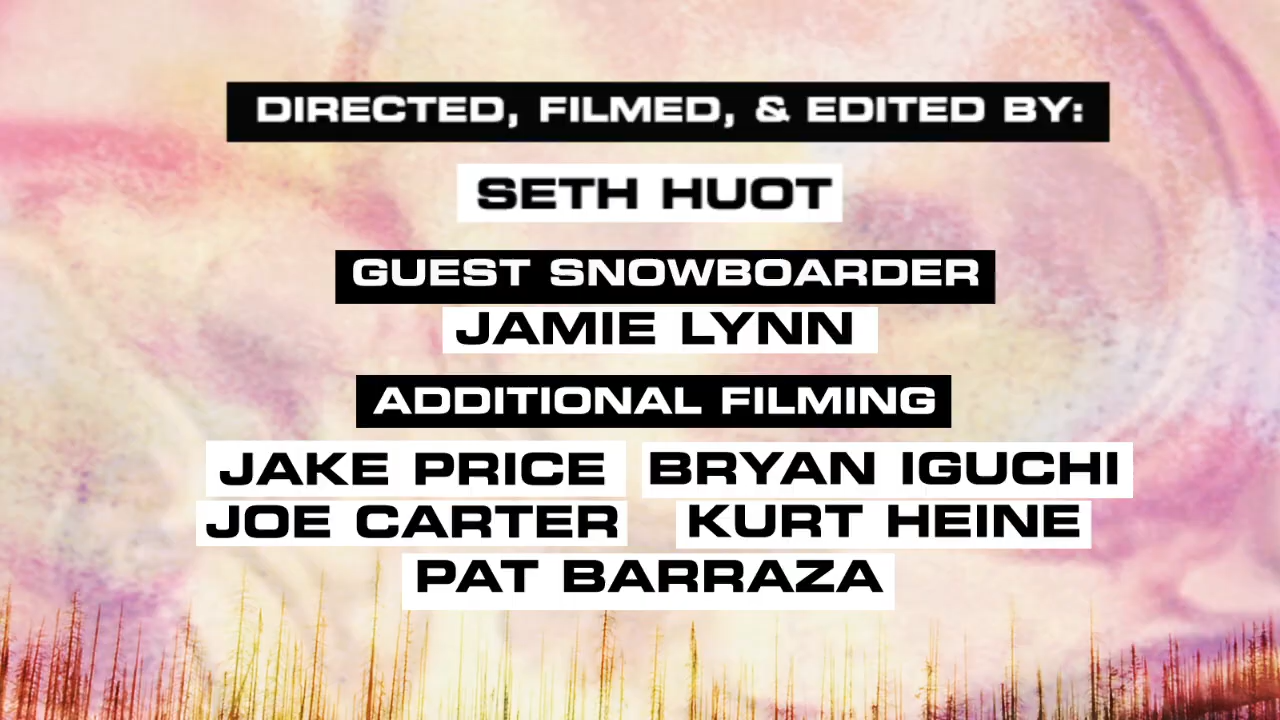 DIRECTED, FILMED, & EDITED BY:
SETH HUOT
GUEST SNOWBOARDER
JAMIE LYNN
ADDITIONAL FILMING
JAKE PRICE BRYAN IGUCHI
JOE CARTER KURT HEINE
PAT BARRAZA